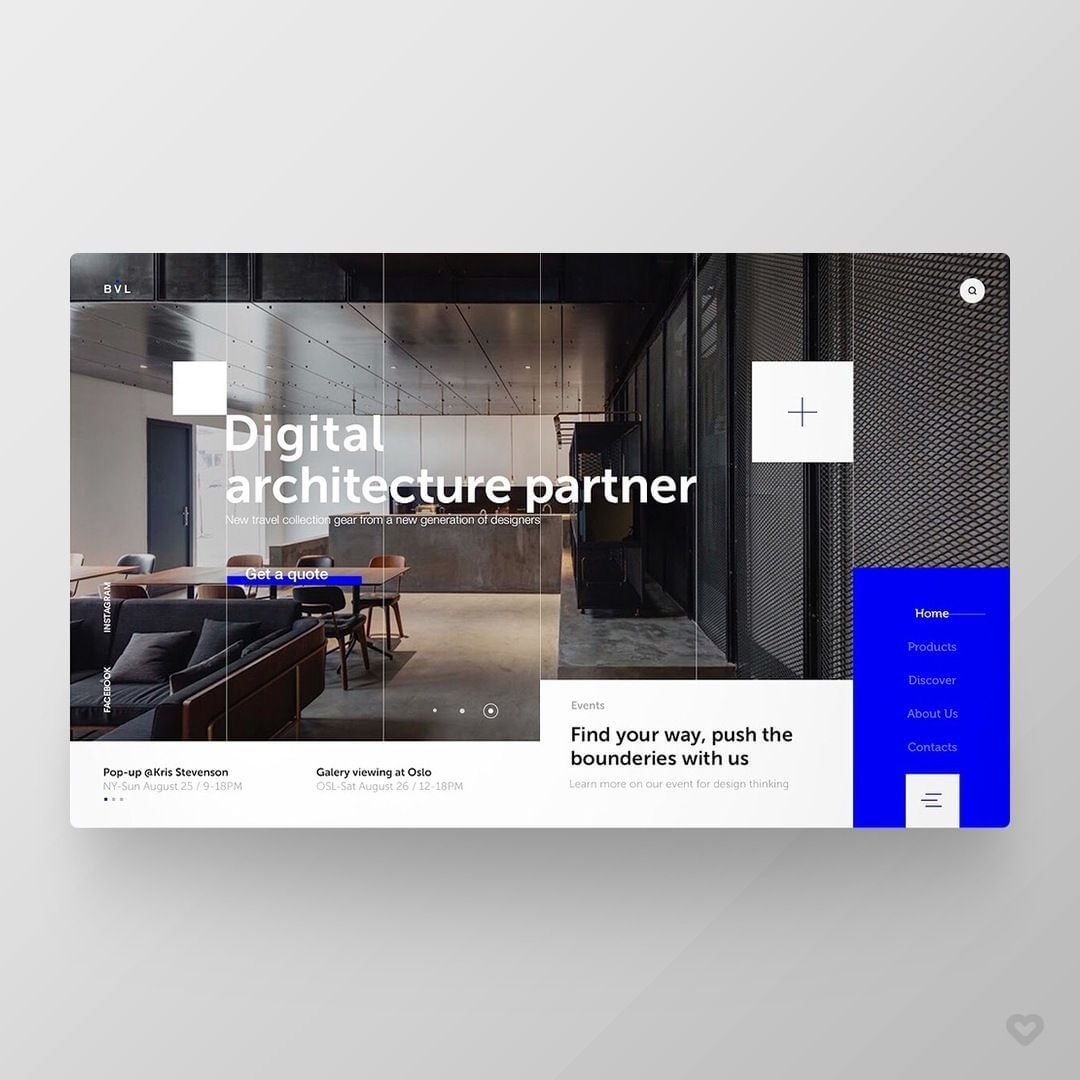 BVL
Digital
architecture partner
New travel collection gear from a new generation of designers
Get a quote
INSTAGRAM
FACEBOOK
Home
Products
Discover
About Us
Contacts
Events
Find your way, push the
bounderies with us
Learn more on our event for design thinking
Pop-up @Kris Stevenson
NY-Sun August 25 / 9-18PM
Galery viewing at Oslo
OSL-Sat August 26 / 12-18PM